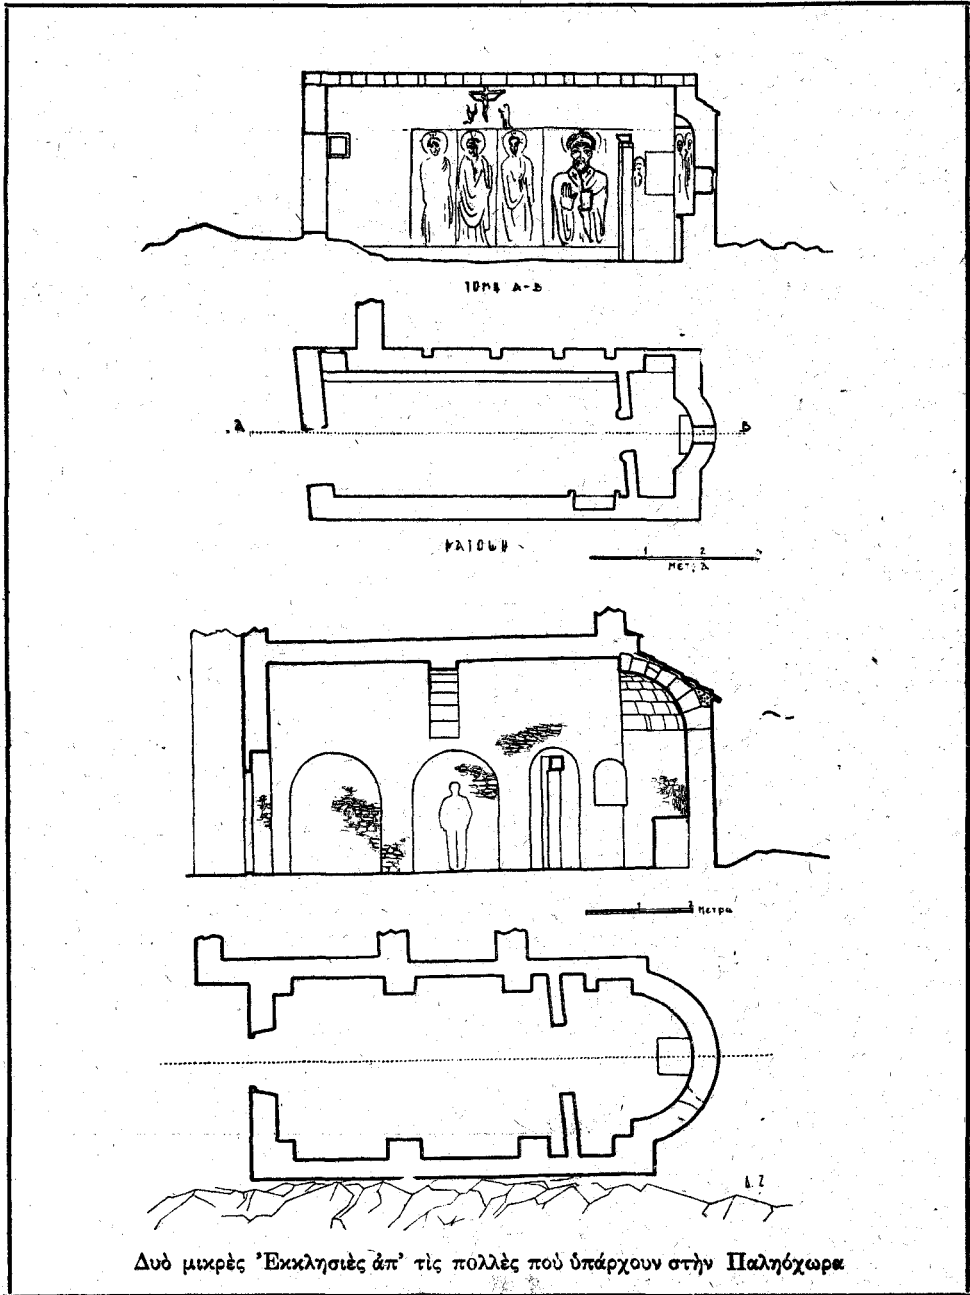 ΤΟΜΗ Α-Β
Α
Β
ΚΑΤΟΨΗ
1 2
ΜΕΤΡΑ
1 2 Μετρα
Δ.Ζ
Δυὸ μικρὲς Ἐκκλησιὲς ἀπ' τὶς πολλὲς ποὺ ὑπάρχουν στὴν Παληόχωρα